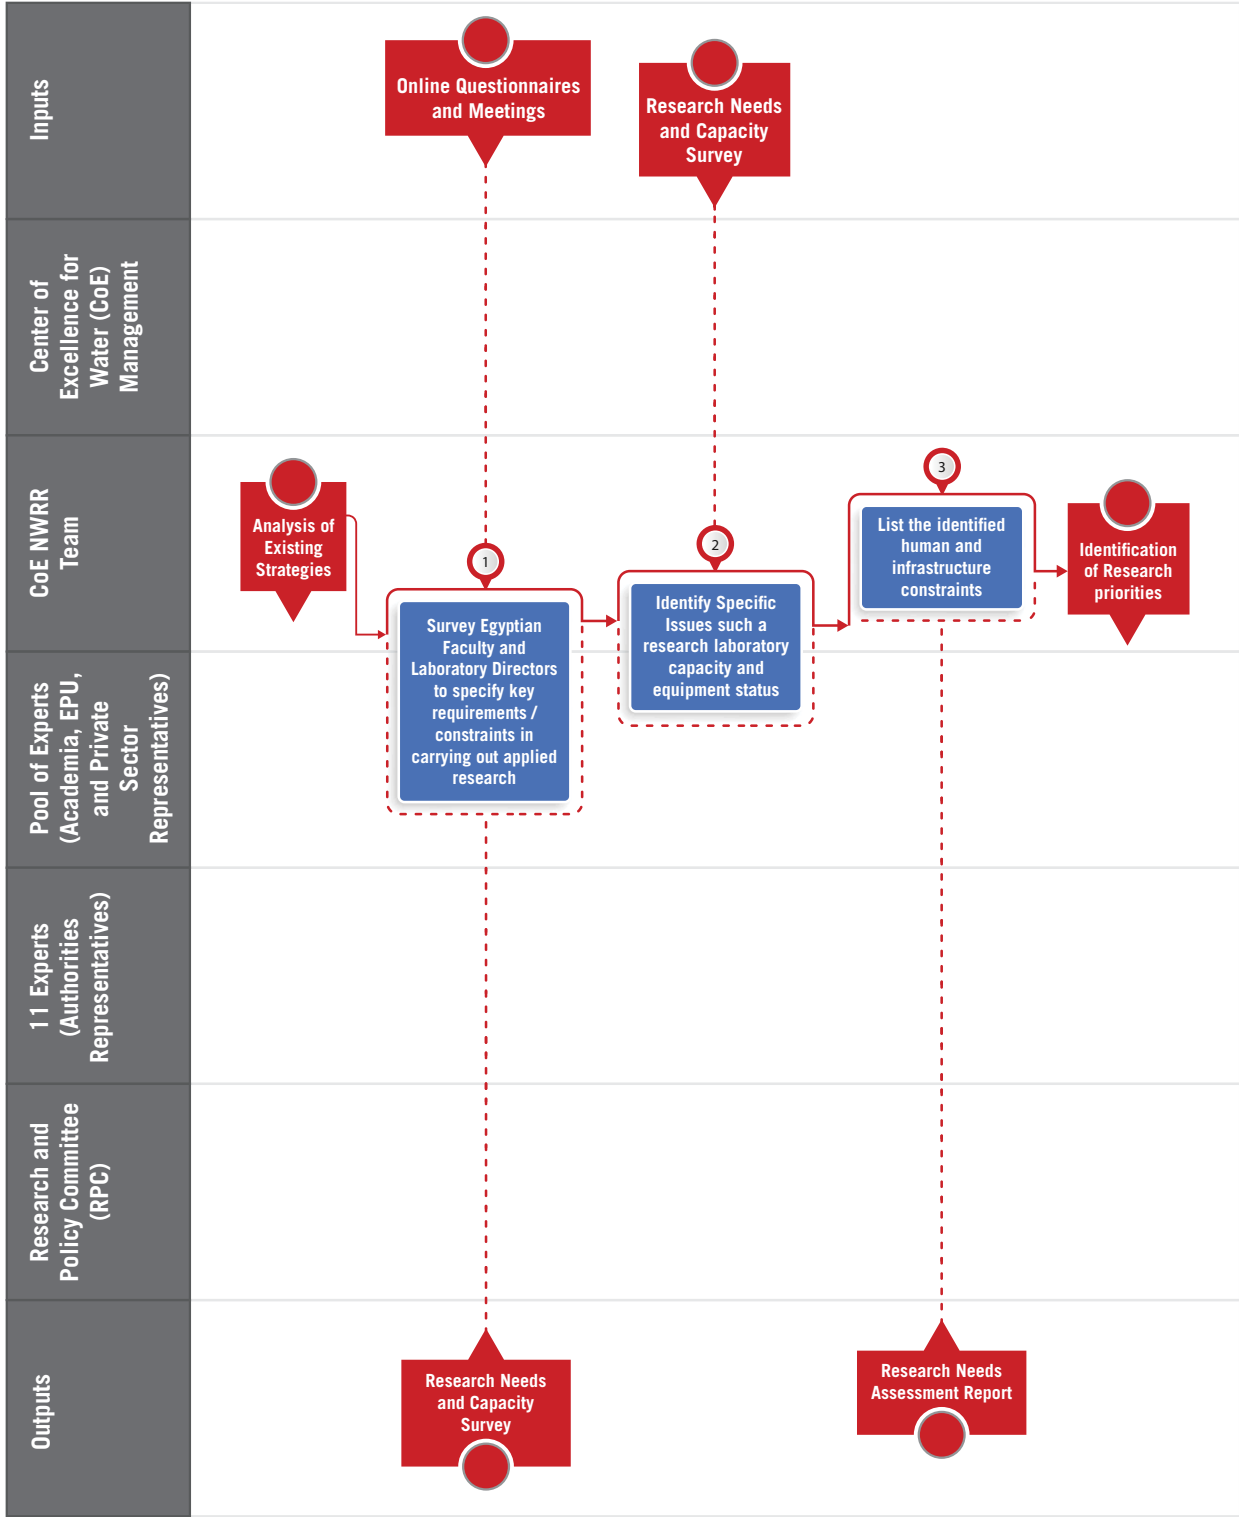 Inputs
Online Questionnaires
and Meetings
Research Needs
and Capacity
Survey
Center of
Excellence for
Water (CoE)
Management
CoE NWRR
Team
Analysis of
Existing
Strategies
1
Survey Egyptian
Faculty and
Laboratory Directors
to specify key
requirements /
constraints in
carrying out applied
research
2
Identify Specific
Issues such a
research laboratory
capacity and
equipment status
3
List the identified
human and
infrastructure
constraints
Identification
of Research
priorities
Pool of Experts
(Academia, EPU,
and Private
Sector
Representatives)
11 Experts
(Authorities
Representatives)
Research and
Policy Committee
(RPC)
Outputs
Research Needs
and Capacity
Survey
Research Needs
Assessment Report